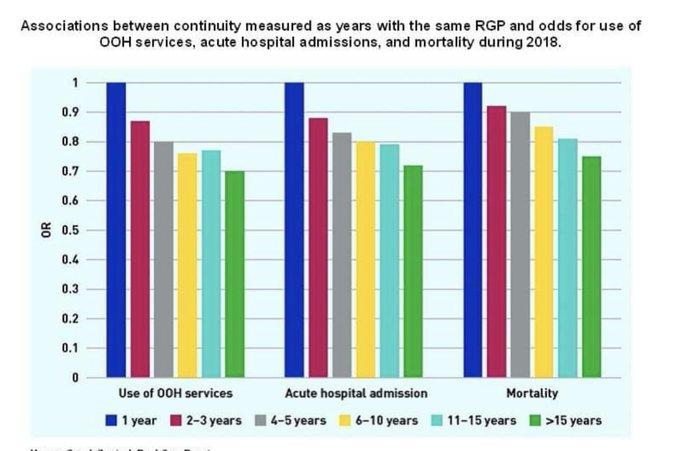 Associations between continuity measured as years with the same RGP and odds for use of
OOH services, acute hospital admissions, and mortality during 2018.
1
0.9
0.8
0.7
0.6
0.5
0.4
0.3
0.2
0.1
0
OR
Use of OOH services Acute hospital admission Mortality
1 year 2–3 years 4–5 years 6–10 years 11–15 years >15 years